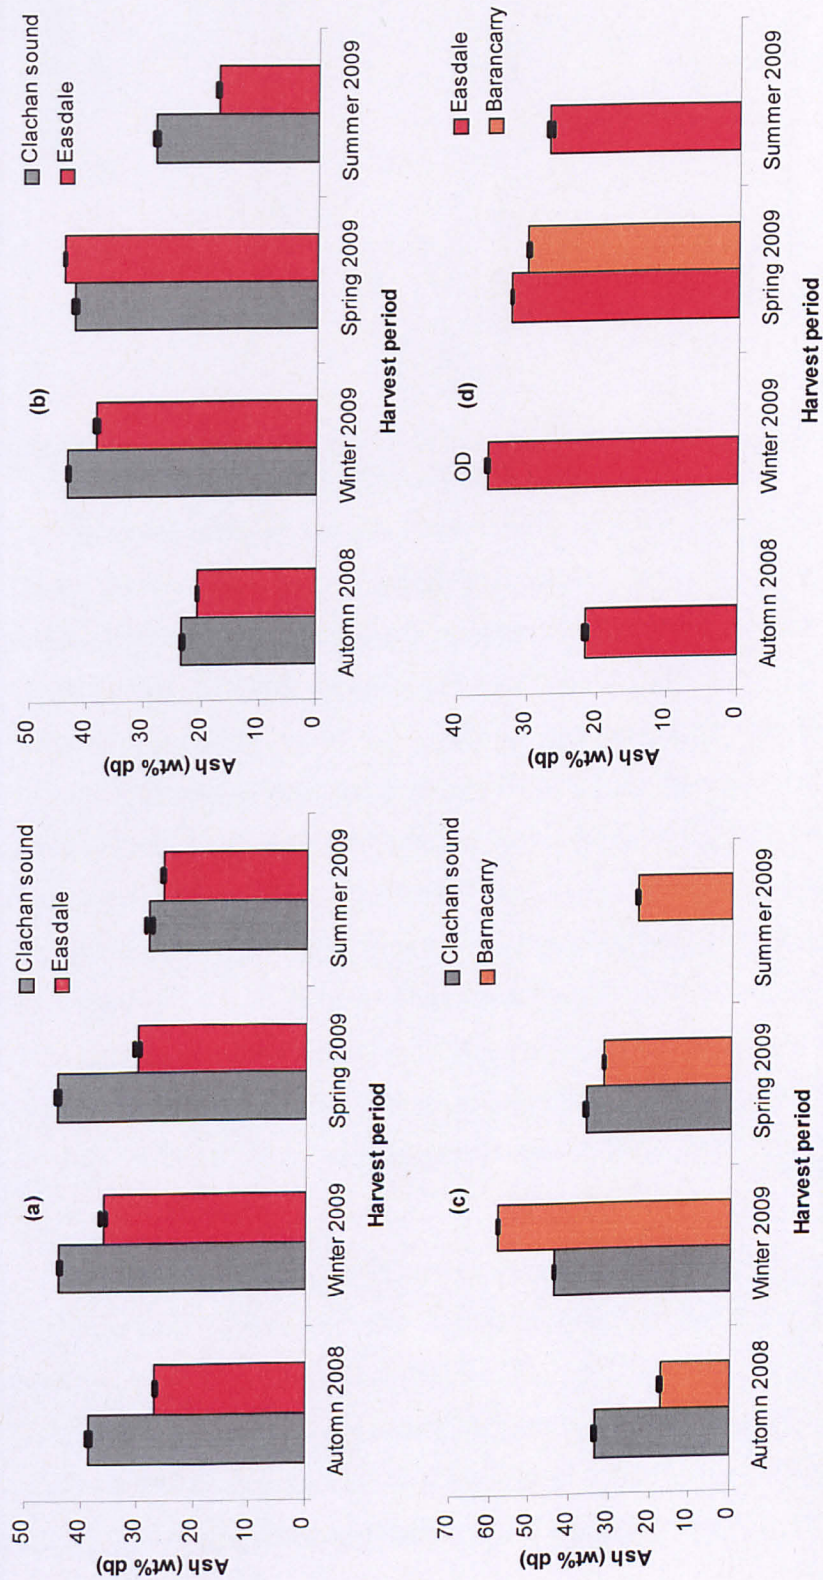 (a)
Clachan sound
Easdale
50
40
30
20
10
0
Ash (wt% db)
Automn 2008
Winter 2009
Spring 2009
Summer 2009
Harvest period
(b)
Clachan sound
Easdale
50
40
30
20
10
0
Ash (wt% db)
Automn 2008
Winter 2009
Spring 2009
Summer 2009
Harvest period
(c)
Clachan sound
Barnacarry
70
60
50
40
30
20
10
0
Ash (wt% db)
Automn 2008
Winter 2009
Spring 2009
Summer 2009
Harvest period
(d)
Easdale
Barancarry
OD
40
30
20
10
0
Ash (wt% db)
Automn 2008
Winter 2009
Spring 2009
Summer 2009
Harvest period